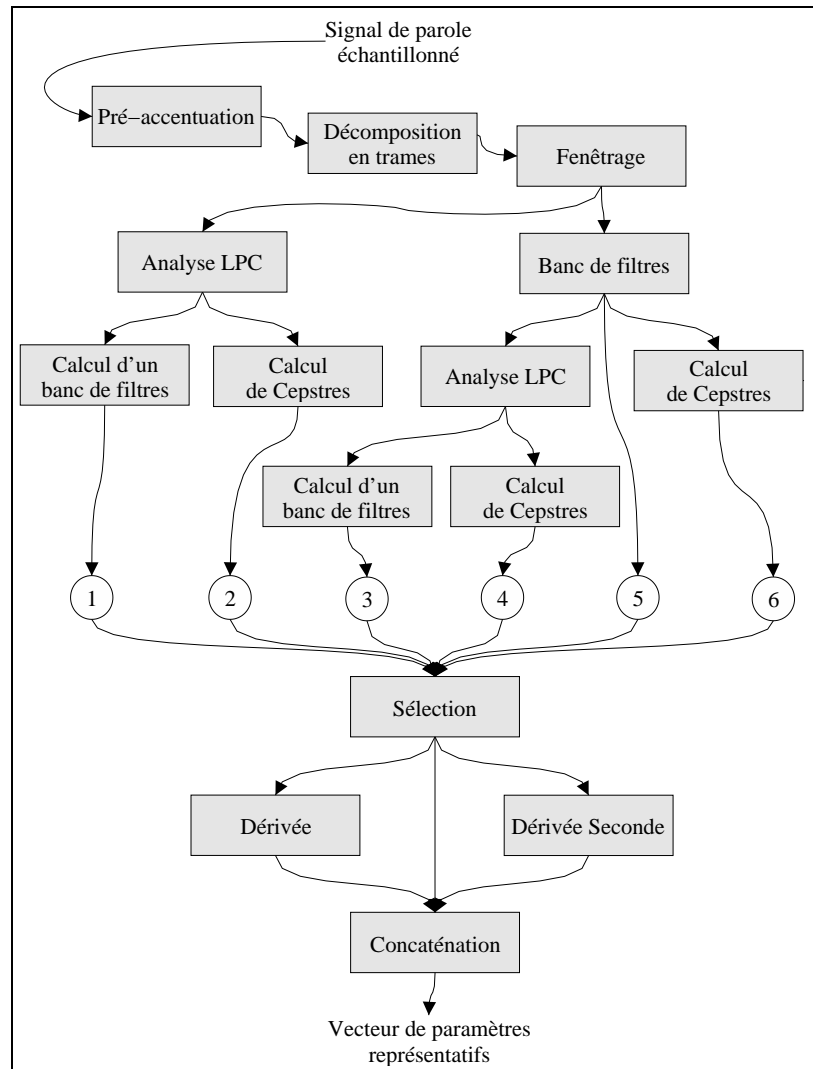 Signal de parole
échantillonné
Pré−accentuation
Décomposition
en trames
Fenêtrage
Analyse LPC
Banc de filtres
Calcul d'un
banc de filtres
Calcul
de Cepstres
Analyse LPC
Calcul
de Cepstres
Calcul d'un
banc de filtres
Calcul
de Cepstres
1
2
3
4
5
6
Sélection
Dérivée
Dérivée Seconde
Concaténation
Vecteur de paramètres
représentatifs